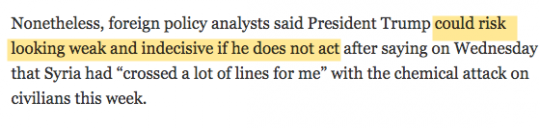 Nonetheless, foreign policy analysts said President Trump could risk
looking weak and indecisive if he does not act after saying on Wednesday
that Syria had “crossed a lot of lines for me” with the chemical attack on
civilians this week.